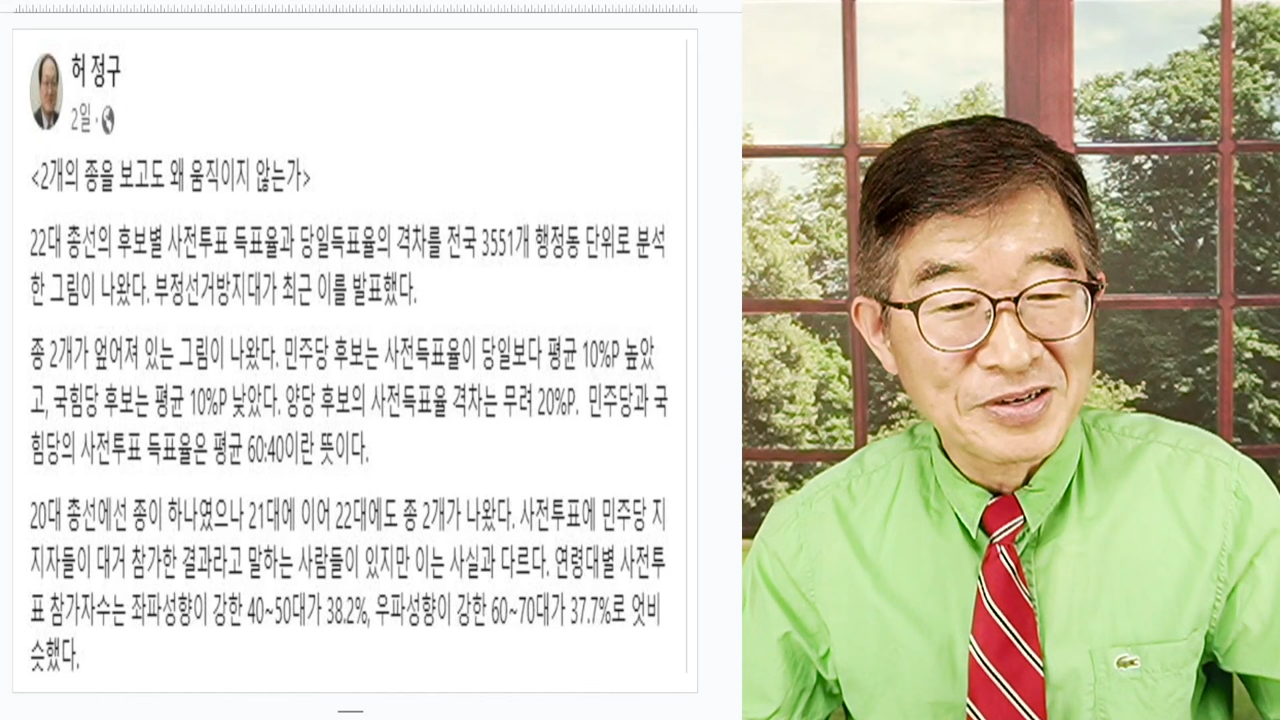 허 정구
2일 ·
<2개의 종을 보고도 왜 움직이지 않는가>
22대 총선의 후보별 사전투표 득표율과 당일득표율의 격차를 전국 3551개 행정동 단위로 분석
한 그림이 나왔다. 부정선거방지대가 최근 이를 발표했다.
종 2개가 엎어져 있는 그림이 나왔다. 민주당 후보는 사전득표율이 당일보다 평균 10%P 높았
고, 국힘당 후보는 평균 10%P 낮았다. 양당 후보의 사전득표율 격차는 무려 20%P. 민주당과 국
힘당의 사전투표 득표율은 평균 60:40이란 뜻이다.
20대 총선에선 종이 하나였으나 21대에 이어 22대에도 종 2개가 나왔다. 사전투표에 민주당 지
지자들이 대거 참가한 결과라고 말하는 사람들이 있지만 이는 사실과 다르다. 연령대별 사전투
표 참가자수는 좌파성향이 강한 40~50대가 38.2%, 우파성향이 강한 60~70대가 37.7%로 엇비
슷했다.